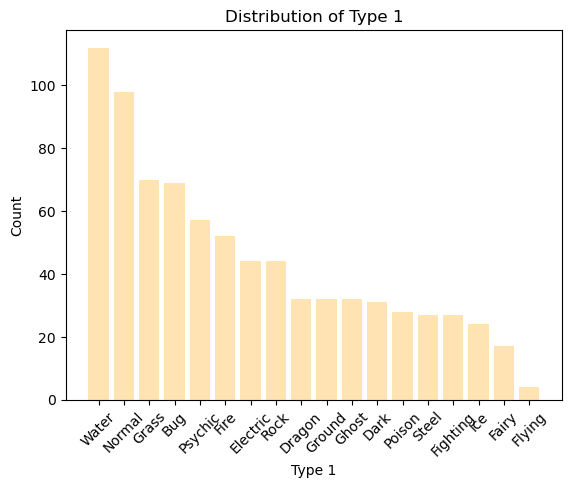 Distribution of Type 1
Count
100
80
60
40
20
0
Water
Normal
Grass
Bug
Psychic
Fire
Electric
Rock
Dragon
Ground
Ghost
Dark
Poison
Steel
Fighting
Ice
Fairy
Flying
Type 1